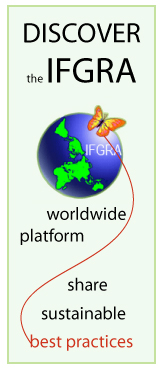 DISCOVER
the IFGRA
IFGRA
worldwide
platform
share
sustainable
best practices